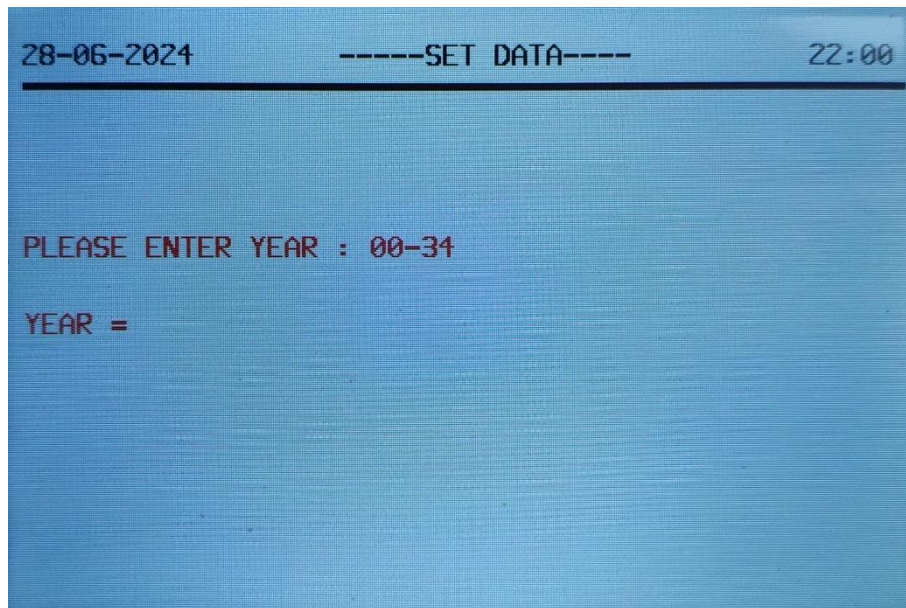 28-06-2024 -----SET DATA---- 22:00
PLEASE ENTER YEAR : 00-34
YEAR =